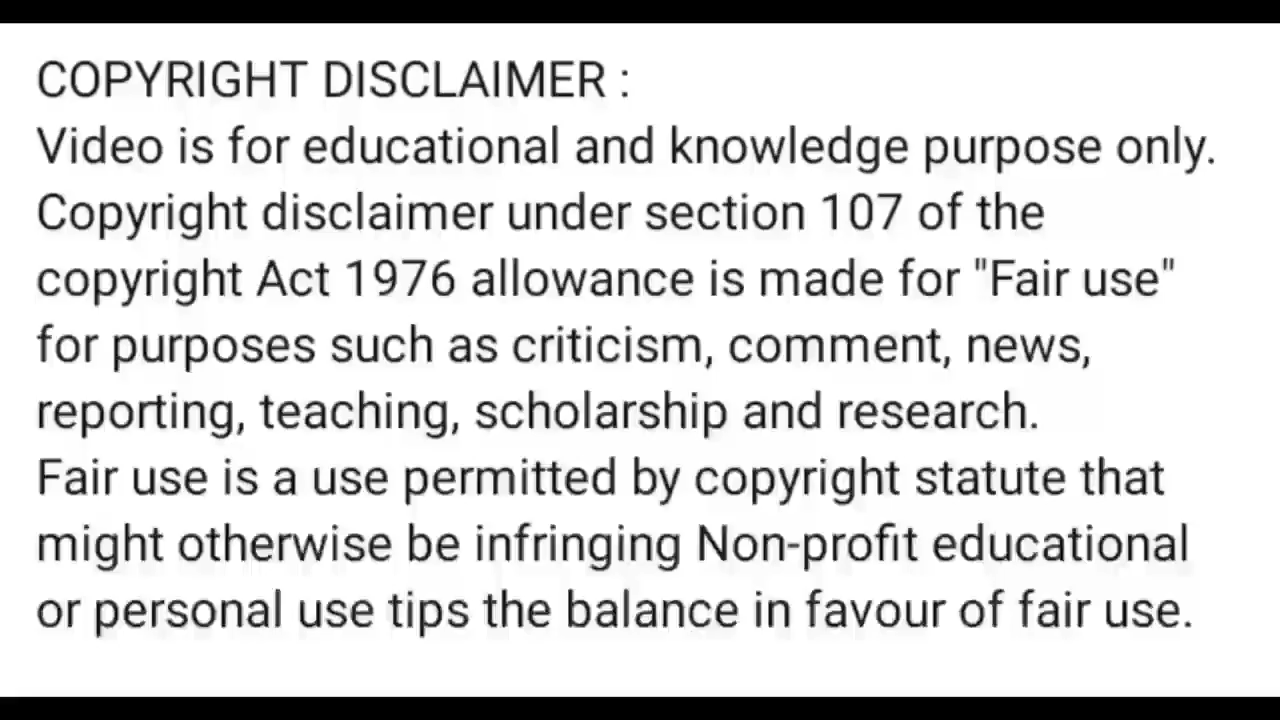 COPYRIGHT DISCLAIMER :
Video is for educational and knowledge purpose only.
Copyright disclaimer under section 107 of the
copyright Act 1976 allowance is made for "Fair use"
for purposes such as criticism, comment, news,
reporting, teaching, scholarship and research.
Fair use is a use permitted by copyright statute that
might otherwise be infringing Non-profit educational
or personal use tips the balance in favour of fair use.